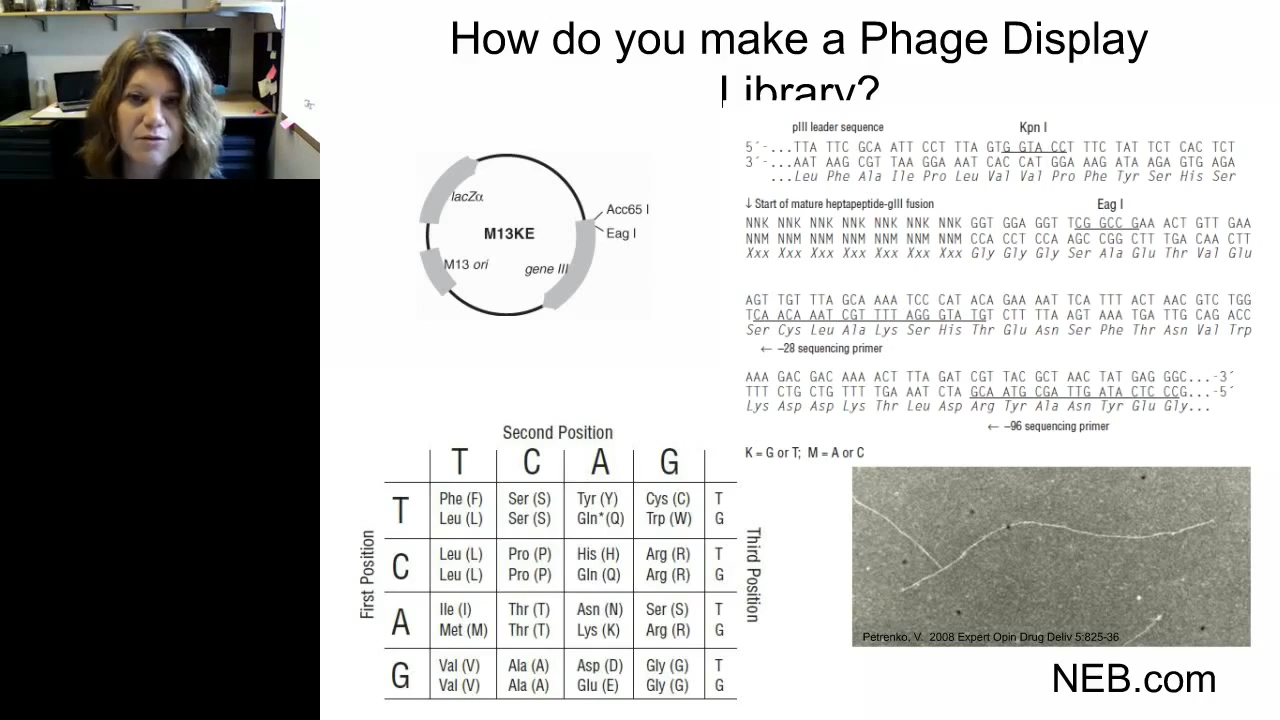 How do you make a Phage Display
Library?
pIII leader sequence
Kpn I
5´-...TTA TTC GCA ATT CCT TTA GTG GTA CCT TTC TAT TCT CAC TCT
3´-...AAT AAG CGT TAA GGA AAT CAC CAT GGA AAG ATA AGA GTG AGA
...Leu Phe Ala Ile Pro Leu Val Val Pro Phe Tyr Ser His Ser
↓ Start of mature heptapeptide-gIII fusion
Eag I
NNK NNK NNK NNK NNK NNK NNK GGT GGA GGT TCG GCC GAA ACT GTT GAA
NNM NNM NNM NNM NNM NNM NNM CCA CCT CCA AGC CGG CTT TGA CAA CTT
Xxx Xxx Xxx Xxx Xxx Xxx Xxx Gly Gly Gly Ser Ala Glu Thr Val Glu
AGT TGT TTA GCA AAA TCC CAT ACA GAA AAT TCA TTT ACT AAC GTC TGG
TCA ACA AAT CGT TTT AGG GTA TGT CTT TTA AGT AAA TGA TTG CAG ACC
Ser Cys Leu Ala Lys Ser His Thr Glu Asn Ser Phe Thr Asn Val Trp
← –28 sequencing primer
AAA GAC GAC AAA ACT TTA GAT CGT TAC GCT AAC TAT GAG GGC...-3´
TTT CTG CTG TTT TGA AAT CTA GCA ATG CGA TTG ATA CTC CCG...-5´
Lys Asp Asp Lys Thr Leu Asp Arg Tyr Ala Asn Tyr Glu Gly...
← –96 sequencing primer
K = G or T; M = A or C
lacZα
Acc65 I
M13KE
Eag I
M13 ori
gene III
Second Position
T C A G
First Position
Third Position
T
Phe (F) Ser (S) Tyr (Y) Cys (C) T
Leu (L) Ser (S) Gln*(Q) Trp (W) G
C
Leu (L) Pro (P) His (H) Arg (R) T
Leu (L) Pro (P) Gln (Q) Arg (R) G
A
Ile (I) Thr (T) Asn (N) Ser (S) T
Met (M) Thr (T) Lys (K) Arg (R) G
G
Val (V) Ala (A) Asp (D) Gly (G) T
Val (V) Ala (A) Glu (E) Gly (G) G
Petrenko, V. 2008 Expert Opin Drug Deliv 5:825-36
NEB.com